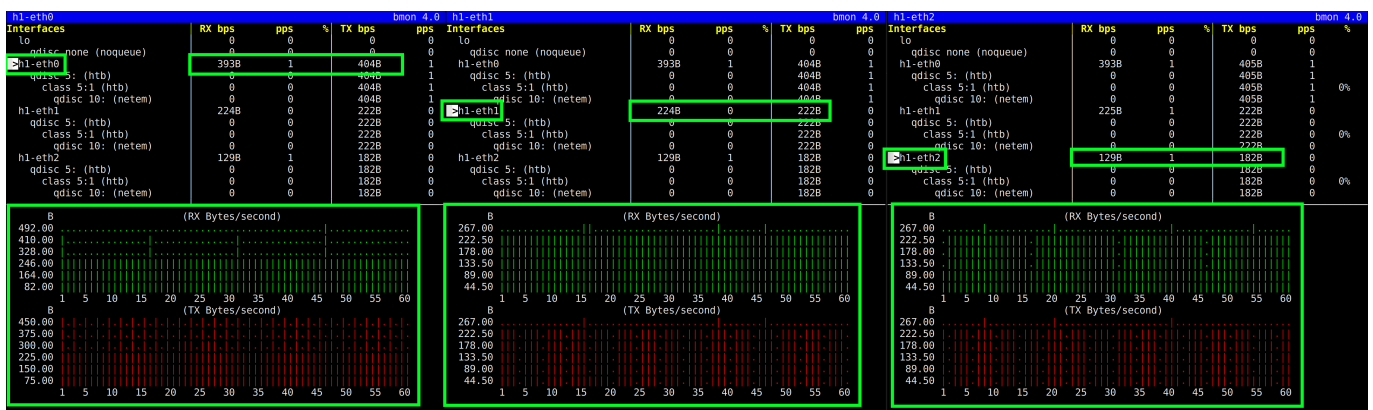 h1-eth0 bmon 4.0
Interfaces RX bps pps % TX bps pps
lo 0 0 0 0
qdisc none (noqueue) 0 0 0 0
>h1-eth0 393B 1 404B 1
qdisc 5: (htb) 0 0 404B 1
class 5:1 (htb) 0 0 404B 1
qdisc 10: (netem) 0 0 404B 1
h1-eth1 224B 0 222B 0
qdisc 5: (htb) 0 0 222B 0
class 5:1 (htb) 0 0 222B 0
qdisc 10: (netem) 0 0 222B 0
h1-eth2 129B 1 182B 0
qdisc 5: (htb) 0 0 182B 0
class 5:1 (htb) 0 0 182B 0
qdisc 10: (netem) 0 0 182B 0
B (RX Bytes/second)
492.00
410.00
328.00
246.00
164.00
82.00
1 5 10 15 20 25 30 35 40 45 50 55 60
B (TX Bytes/second)
450.00
375.00
300.00
225.00
150.00
75.00
1 5 10 15 20 25 30 35 40 45 50 55 60
h1-eth1 bmon 4.0
Interfaces RX bps pps % TX bps pps
lo 0 0 0 0
qdisc none (noqueue) 0 0 0 0
h1-eth0 393B 1 404B 1
qdisc 5: (htb) 0 0 404B 1
class 5:1 (htb) 0 0 404B 1
qdisc 10: (netem) 0 0 404B 1
>h1-eth1 224B 0 222B 0
qdisc 5: (htb) 0 0 222B 0
class 5:1 (htb) 0 0 222B 0
qdisc 10: (netem) 0 0 222B 0
h1-eth2 129B 1 182B 0
qdisc 5: (htb) 0 0 182B 0
class 5:1 (htb) 0 0 182B 0
qdisc 10: (netem) 0 0 182B 0
B (RX Bytes/second)
267.00
222.50
178.00
133.50
89.00
44.50
1 5 10 15 20 25 30 35 40 45 50 55 60
B (TX Bytes/second)
267.00
222.50
178.00
133.50
89.00
44.50
1 5 10 15 20 25 30 35 40 45 50 55 60
h1-eth2 bmon 4.0
Interfaces RX bps pps % TX bps pps %
lo 0 0 0 0
qdisc none (noqueue) 0 0 0 0
h1-eth0 393B 1 405B 1
qdisc 5: (htb) 0 0 405B 1
class 5:1 (htb) 0 0 405B 1 0%
qdisc 10: (netem) 0 0 405B 1
h1-eth1 225B 1 222B 0
qdisc 5: (htb) 0 0 222B 0
class 5:1 (htb) 0 0 222B 0 0%
qdisc 10: (netem) 0 0 222B 0
>h1-eth2 129B 1 182B 0
qdisc 5: (htb) 0 0 182B 0
class 5:1 (htb) 0 0 182B 0 0%
qdisc 10: (netem) 0 0 182B 0
B (RX Bytes/second)
267.00
222.50
178.00
133.50
89.00
44.50
1 5 10 15 20 25 30 35 40 45 50 55 60
B (TX Bytes/second)
267.00
222.50
178.00
133.50
89.00
44.50
1 5 10 15 20 25 30 35 40 45 50 55 60